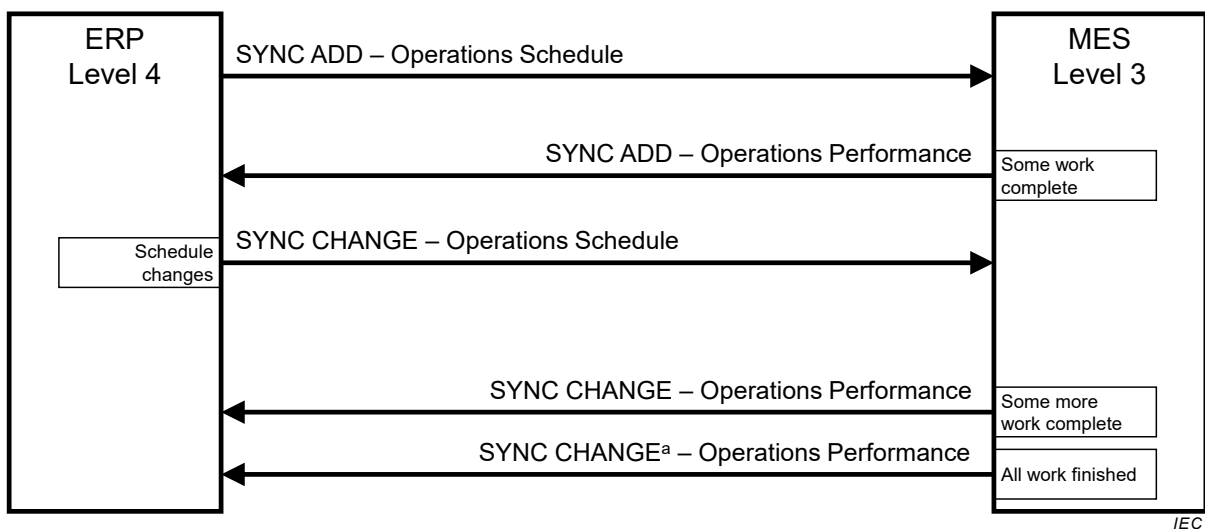 ERP
Level 4
MES
Level 3
SYNC ADD – Operations Schedule
SYNC ADD – Operations Performance
Some work
complete
Schedule
changes
SYNC CHANGE – Operations Schedule
SYNC CHANGE – Operations Performance
Some more
work complete
SYNC CHANGEᵃ – Operations Performance
All work finished
IEC